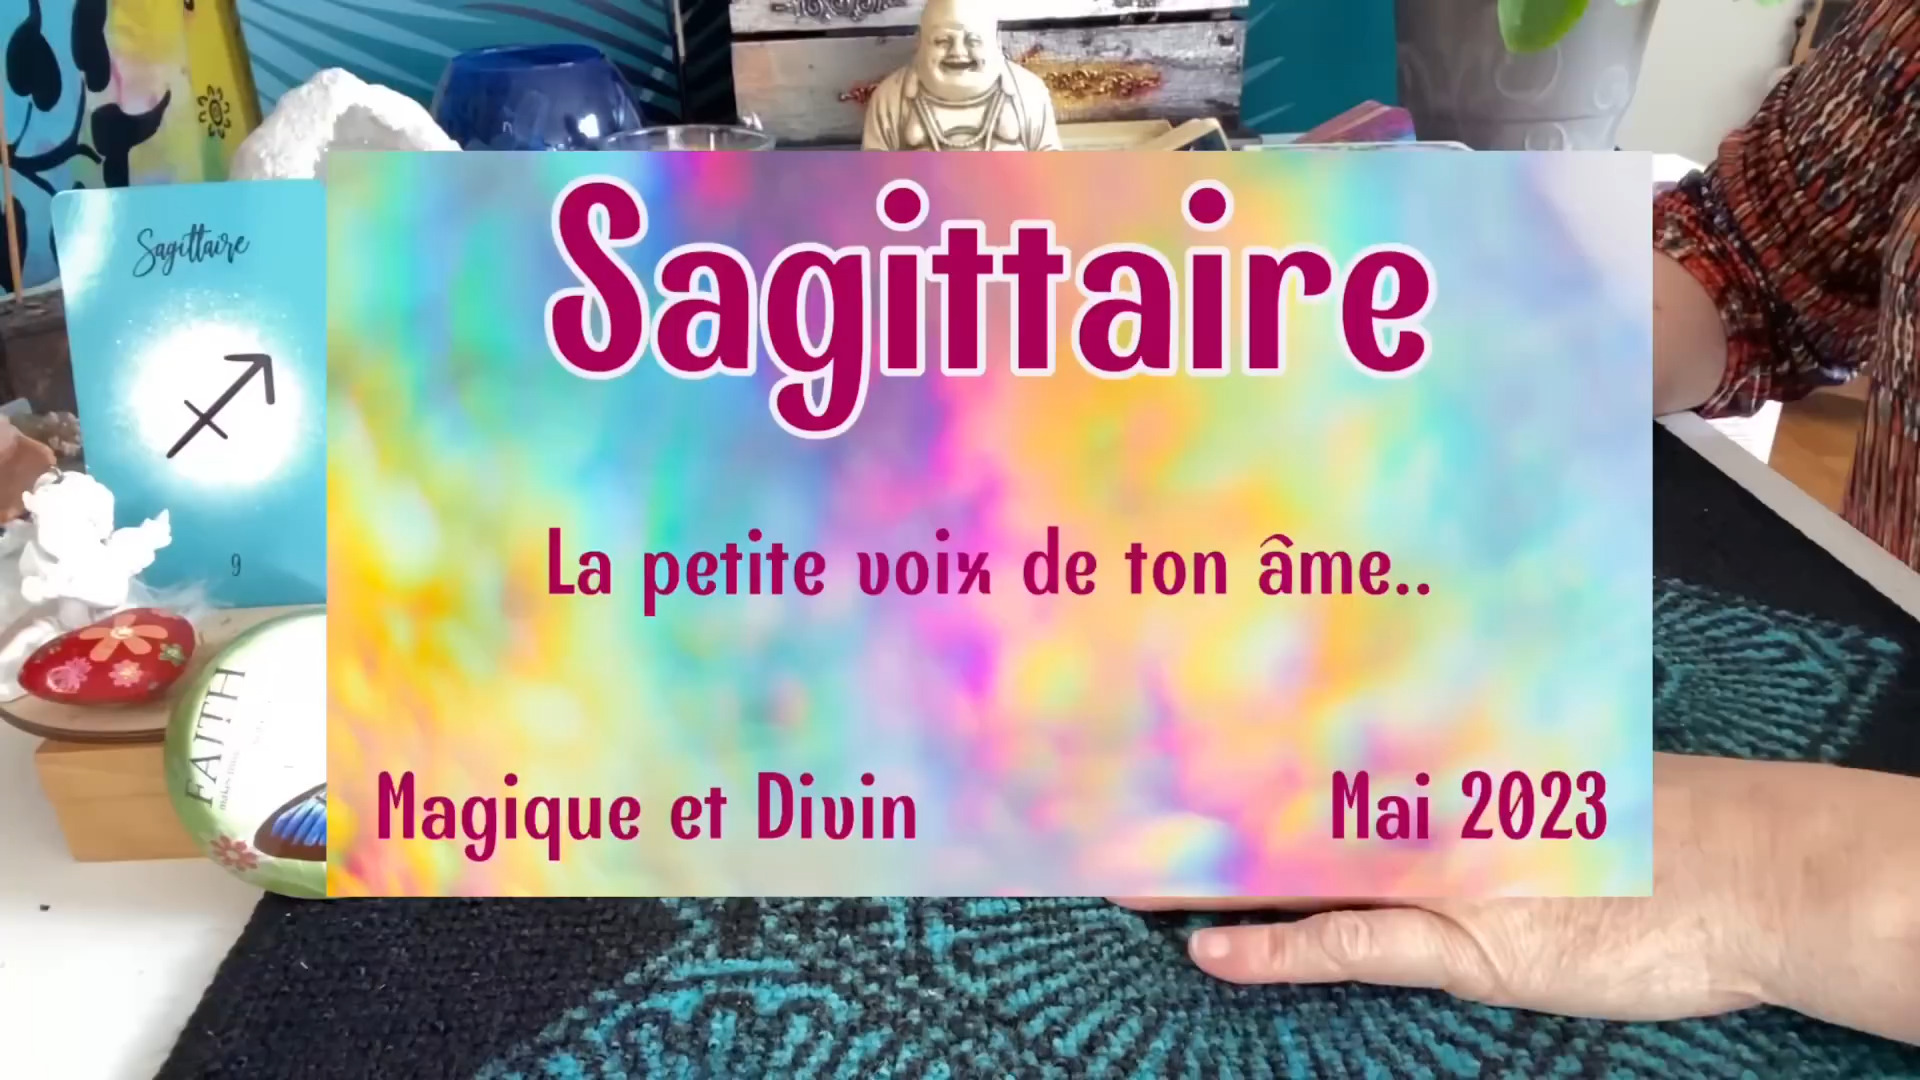 Sagittaire
9
FAITH
Sagittaire
La petite voix de ton âme..
Magique et Divin
Mai 2023